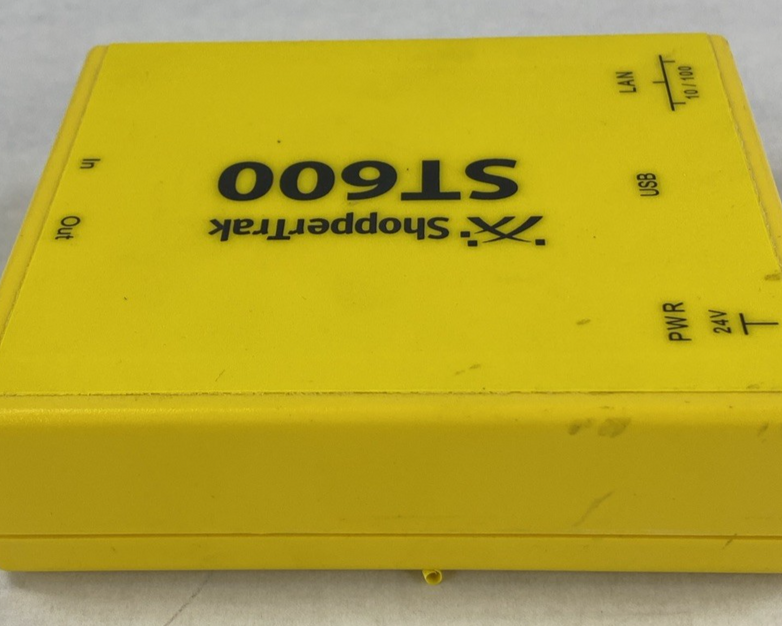 ShopperTrak
ST600
LAN
10/100
USB
PWR
24V
In
Out